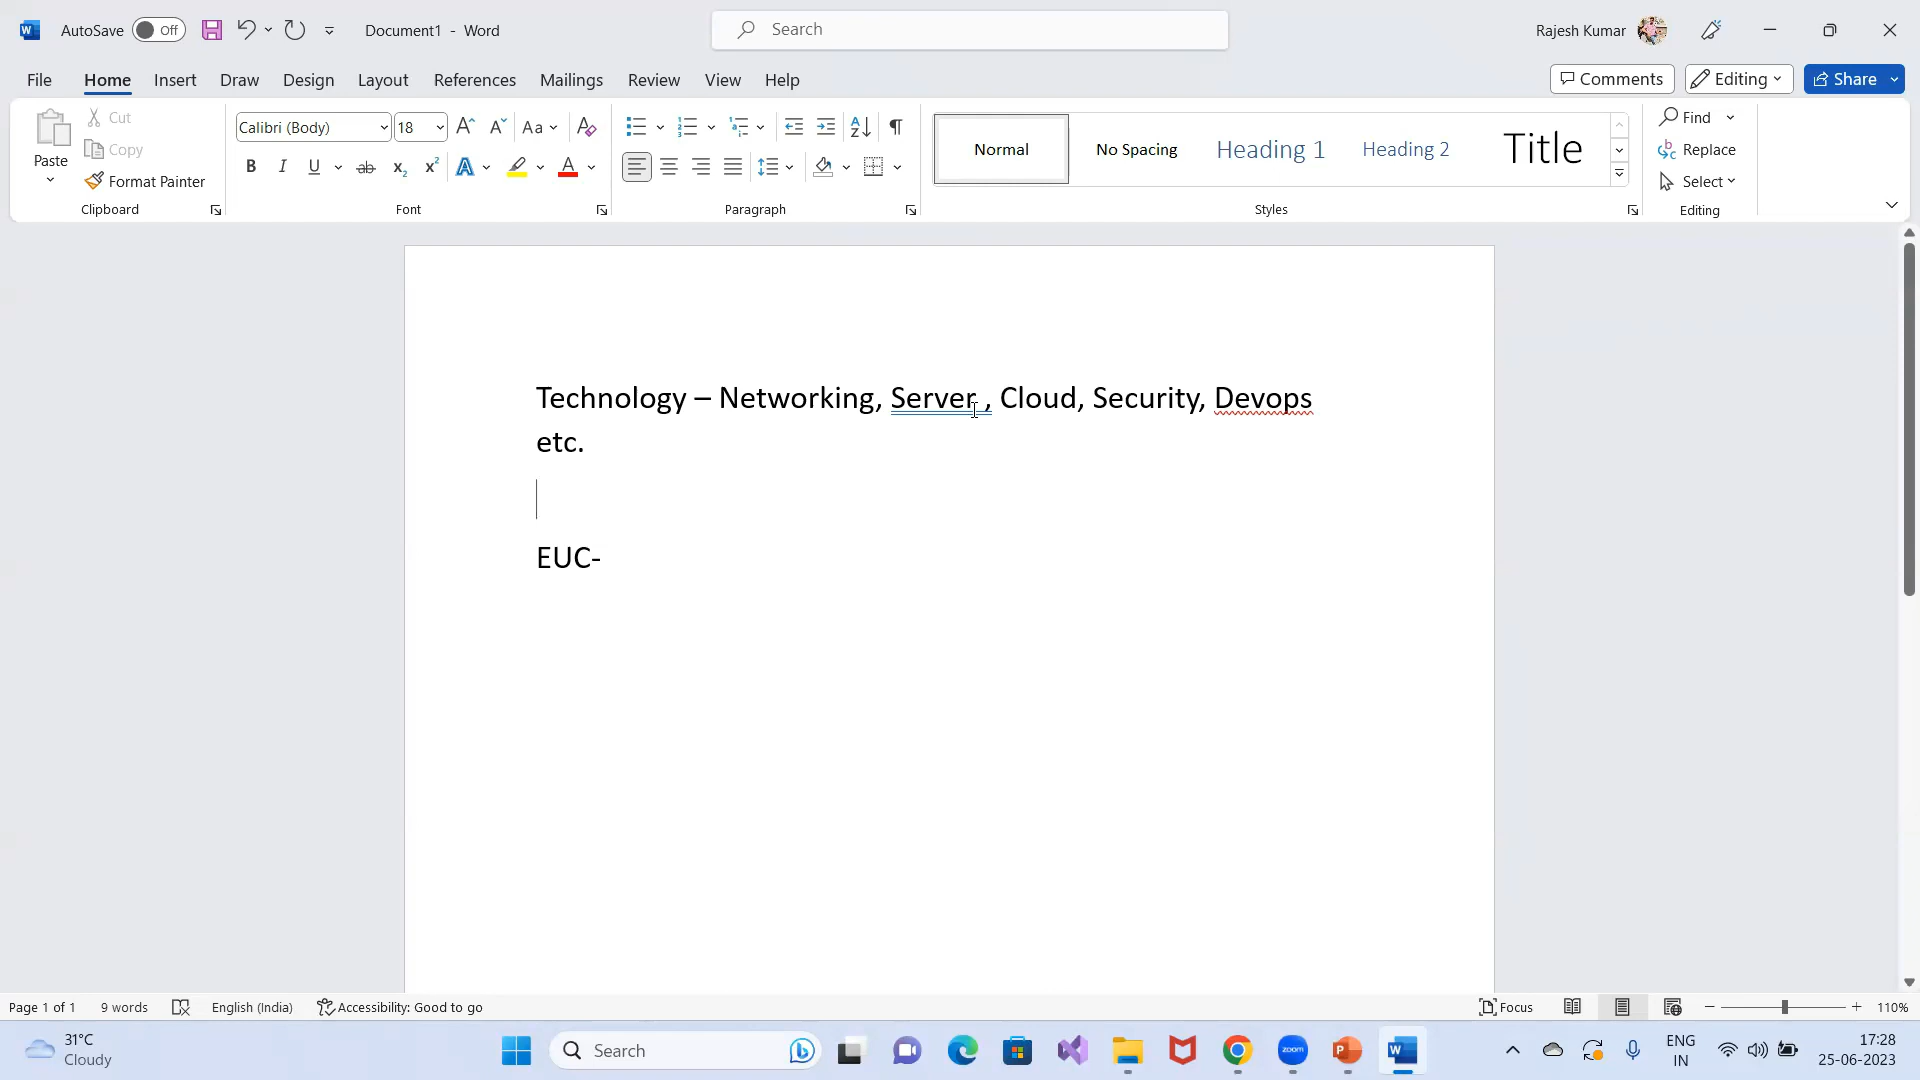 AutoSave Off Document1 - Word Search Rajesh Kumar
File Home Insert Draw Design Layout References Mailings Review View Help Comments Editing Share
Paste Cut Copy Format Painter Clipboard
Calibri (Body) 18 Font
Paragraph
Normal No Spacing Heading 1 Heading 2 Title Styles
Find Replace Select Editing
Technology – Networking, Server , Cloud, Security, Devops
etc.
EUC-
Page 1 of 1 9 words English (India) Accessibility: Good to go Focus 110%
31°C
Cloudy
Search
zoom
ENG
IN
17:28
25-06-2023